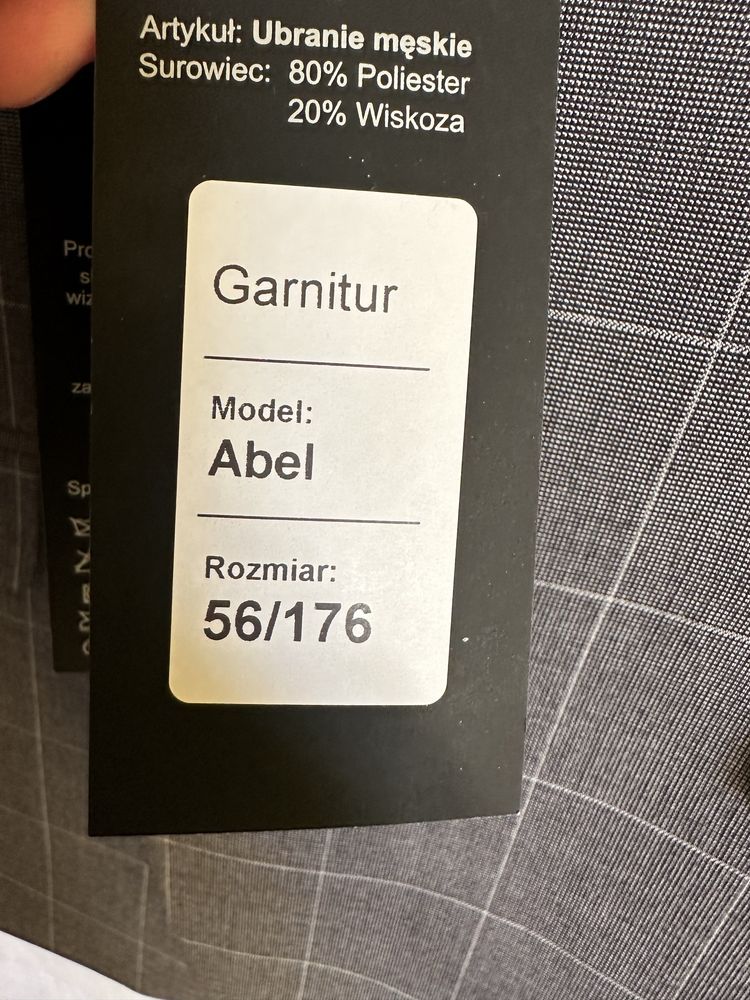 Artykuł: Ubranie męskie
Surowiec: 80% Poliester
20% Wiskoza
Garnitur
Model:
Abel
Rozmiar:
56/176